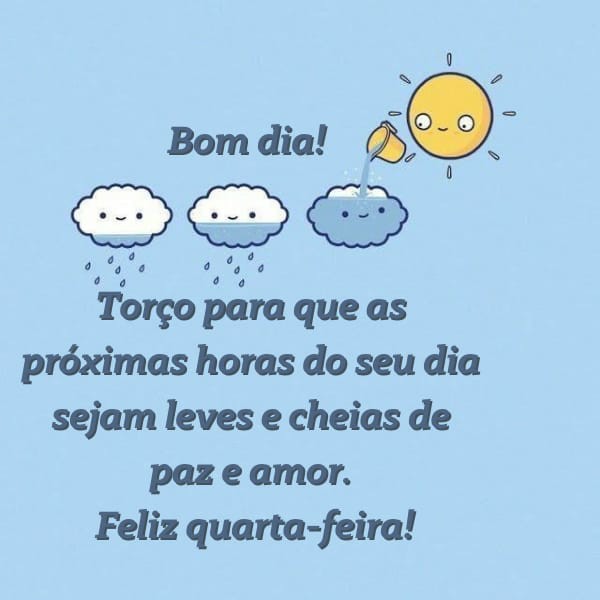 Bom dia!
Torço para que as
próximas horas do seu dia
sejam leves e cheias de
paz e amor.
Feliz quarta-feira!